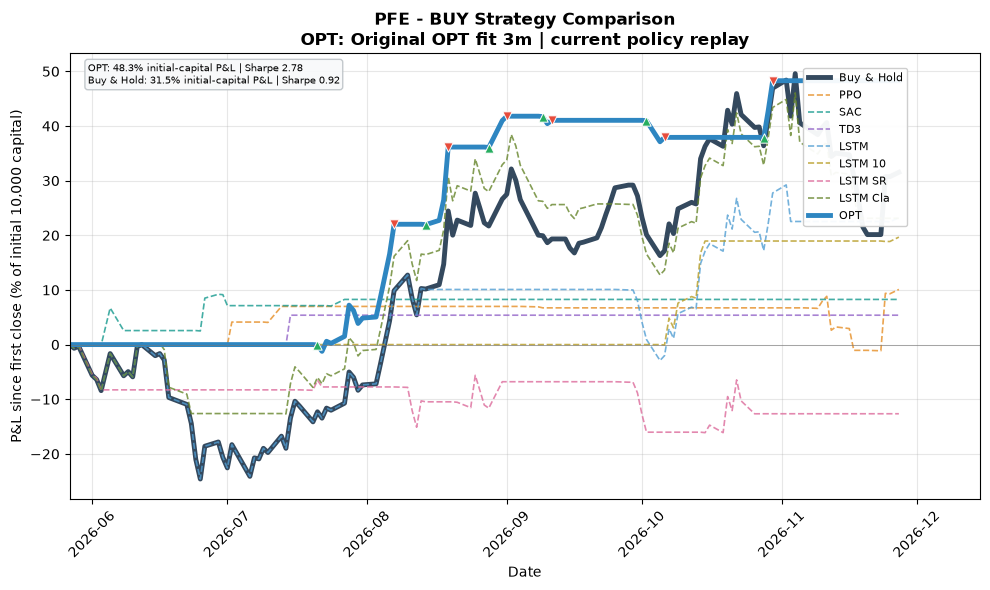 PFE - BUY Strategy Comparison
OPT: Original OPT fit 3m | current policy replay
OPT: 48.3% initial-capital P&L | Sharpe 2.78
Buy & Hold: 31.5% initial-capital P&L | Sharpe 0.92
Buy & Hold
PPO
SAC
TD3
LSTM
LSTM 10
LSTM SR
LSTM Cla
OPT
P&L since first close (% of initial 10,000 capital)
50
40
30
20
10
0
−10
−20
2026-06
2026-07
2026-08
2026-09
2026-10
2026-11
2026-12
Date